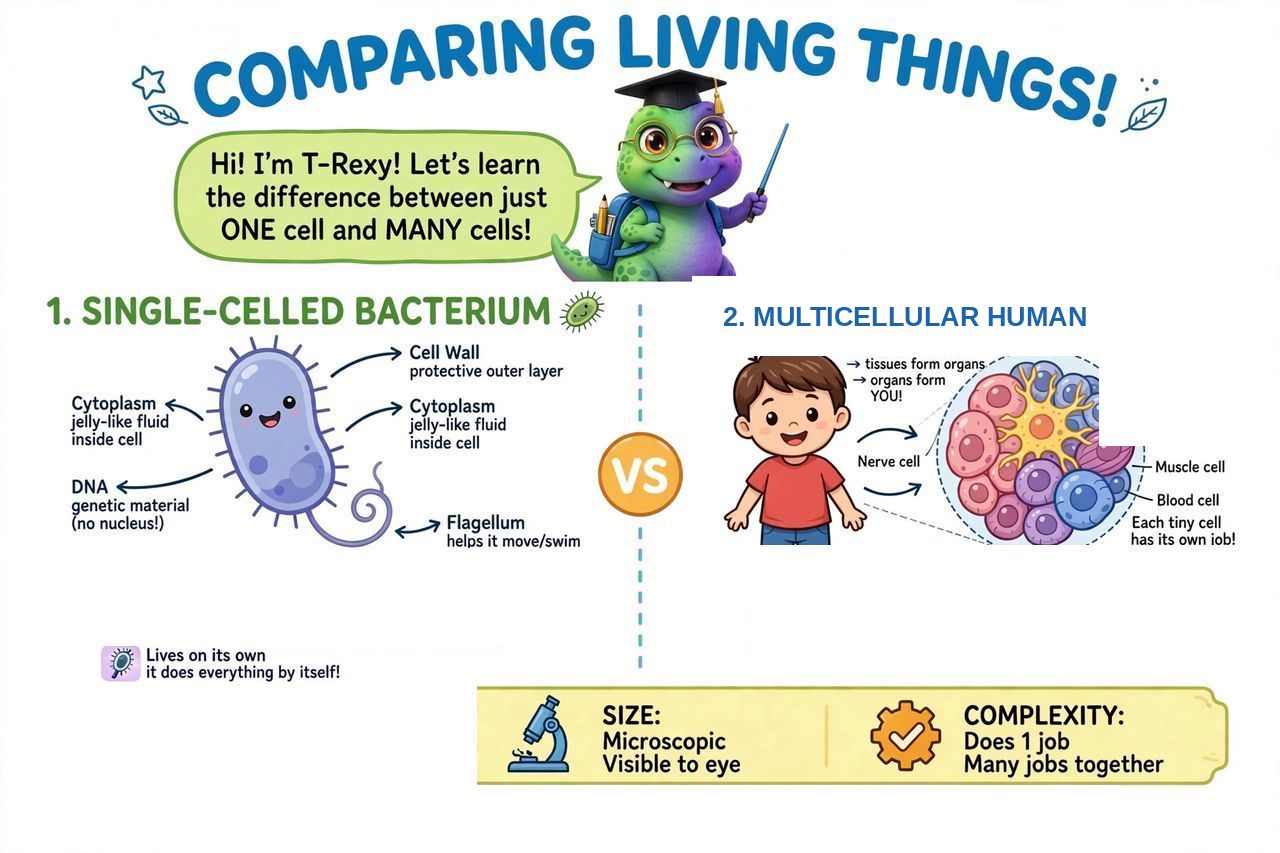 COMPARING LIVING THINGS!
Hi! I'm T-Rexy! Let's learn
the difference between just
ONE cell and MANY cells!
1. SINGLE-CELLED BACTERIUM
Cell Wall
protective outer layer
Cytoplasm
jelly-like fluid
inside cell
Cytoplasm
jelly-like fluid
inside cell
DNA
genetic material
(no nucleus!)
Flagellum
helps it move/swim
Lives on its own
it does everything by itself!
VS
2. MULTICELLULAR HUMAN
→ tissues form organs
→ organs form
YOU!
Nerve cell
Muscle cell
Blood cell
Each tiny cell
has its own job!
SIZE:
Microscopic
Visible to eye
COMPLEXITY:
Does 1 job
Many jobs together